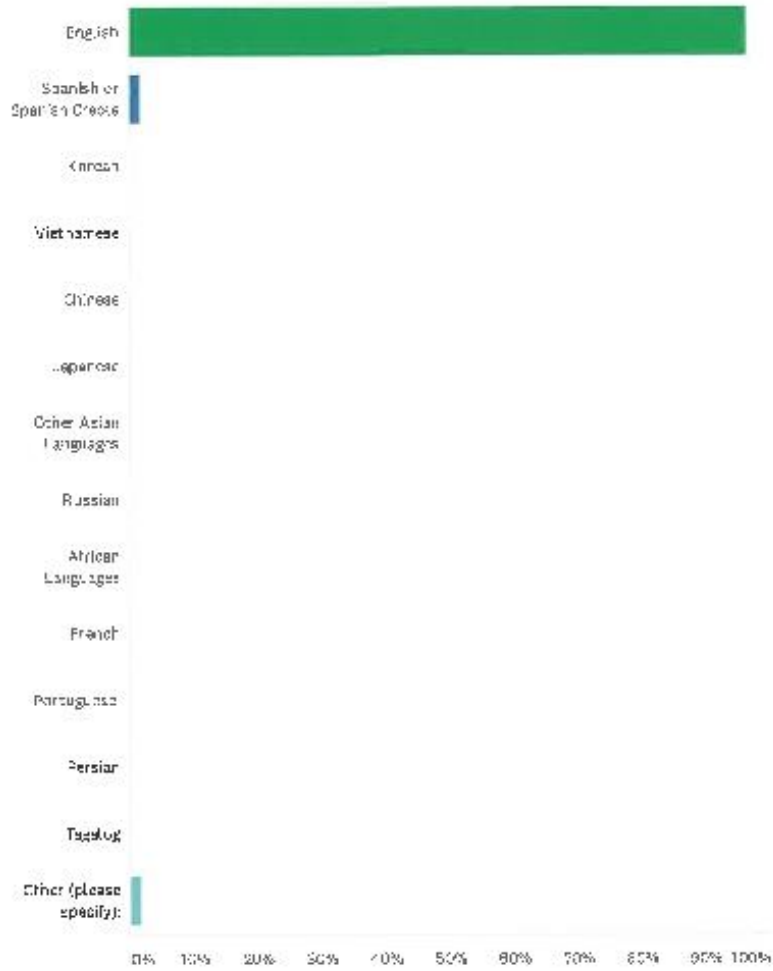 English
Spanish or
Spanish Creole
Korean
Vietnamese
Chinese
Japanese
Other Asian
Languages
Russian
African
Languages
French
Portuguese
Persian
Tagalog
Other (please
specify):
0% 10% 20% 30% 40% 50% 60% 70% 80% 90% 100%